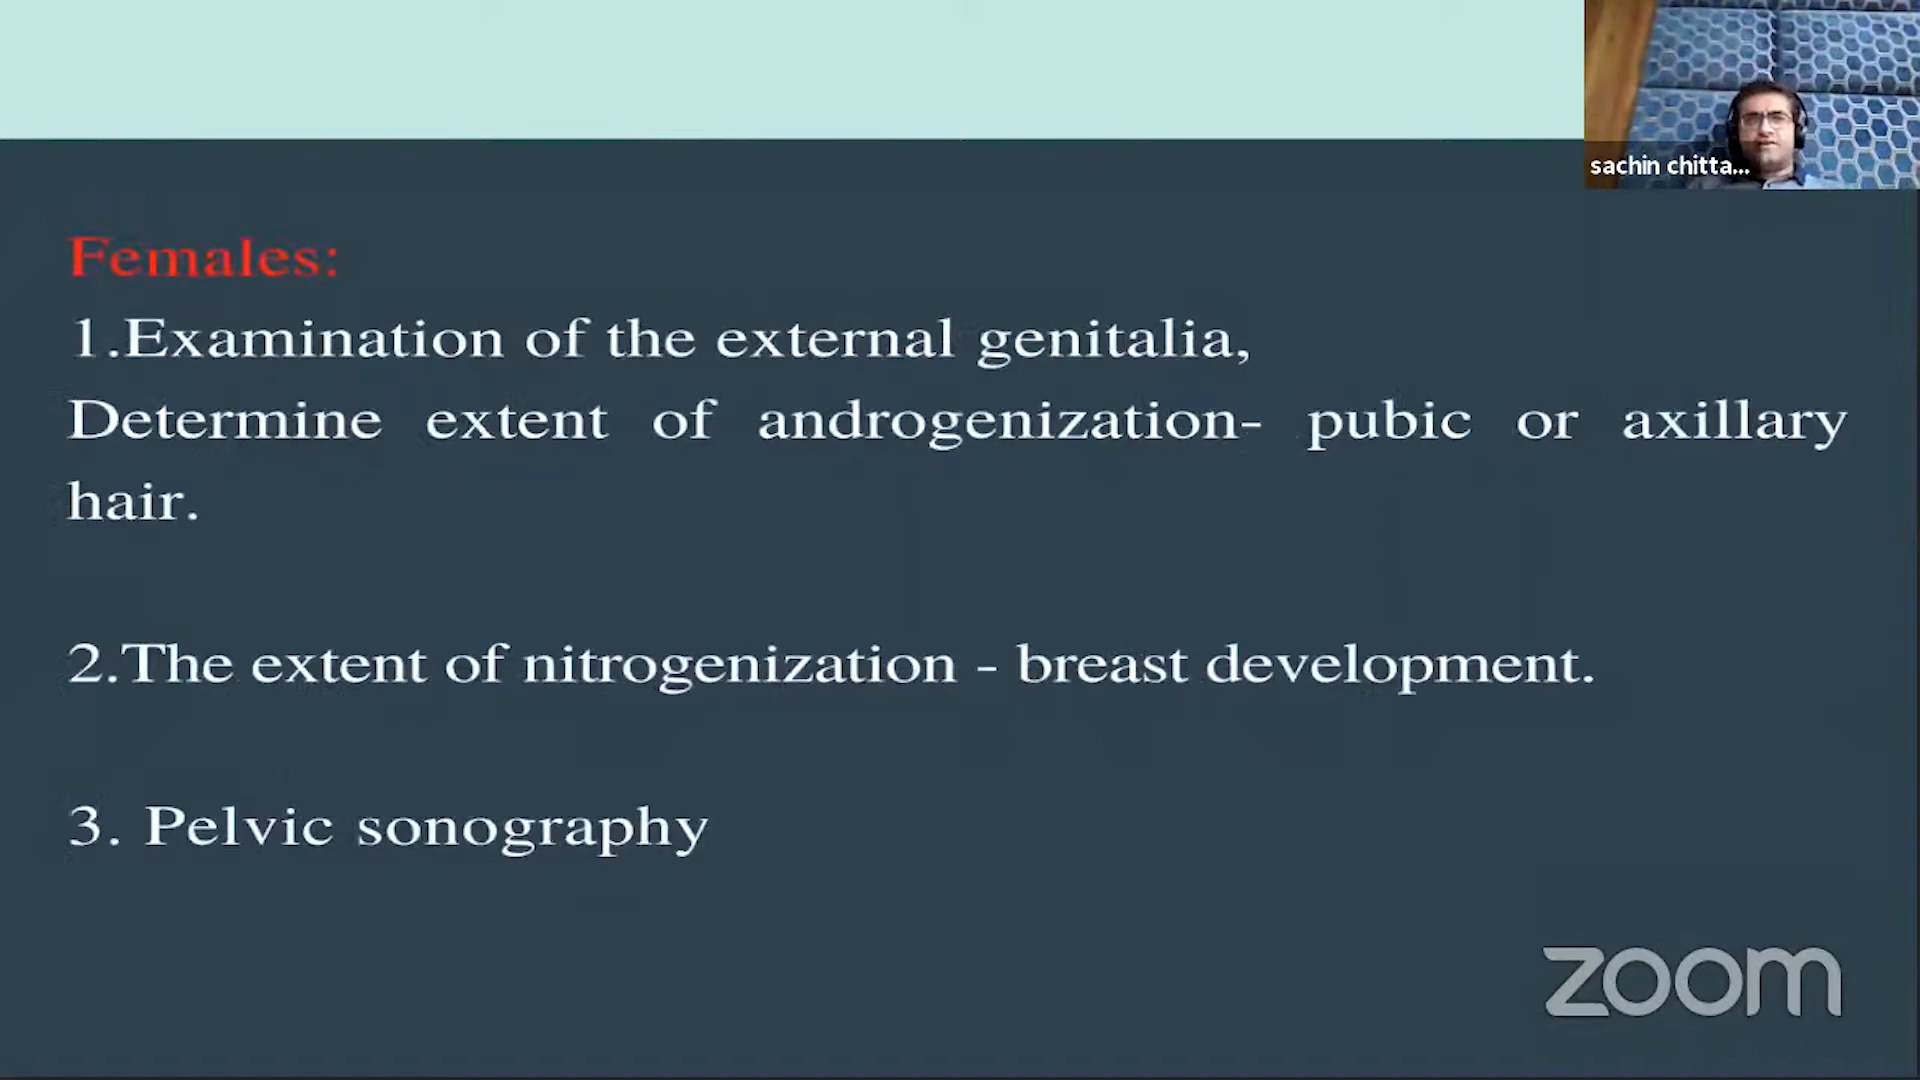 sachin chitta...
Females:
1.Examination of the external genitalia,
Determine extent of androgenization- pubic or axillary
hair.
2.The extent of nitrogenization - breast development.
3. Pelvic sonography
zoom